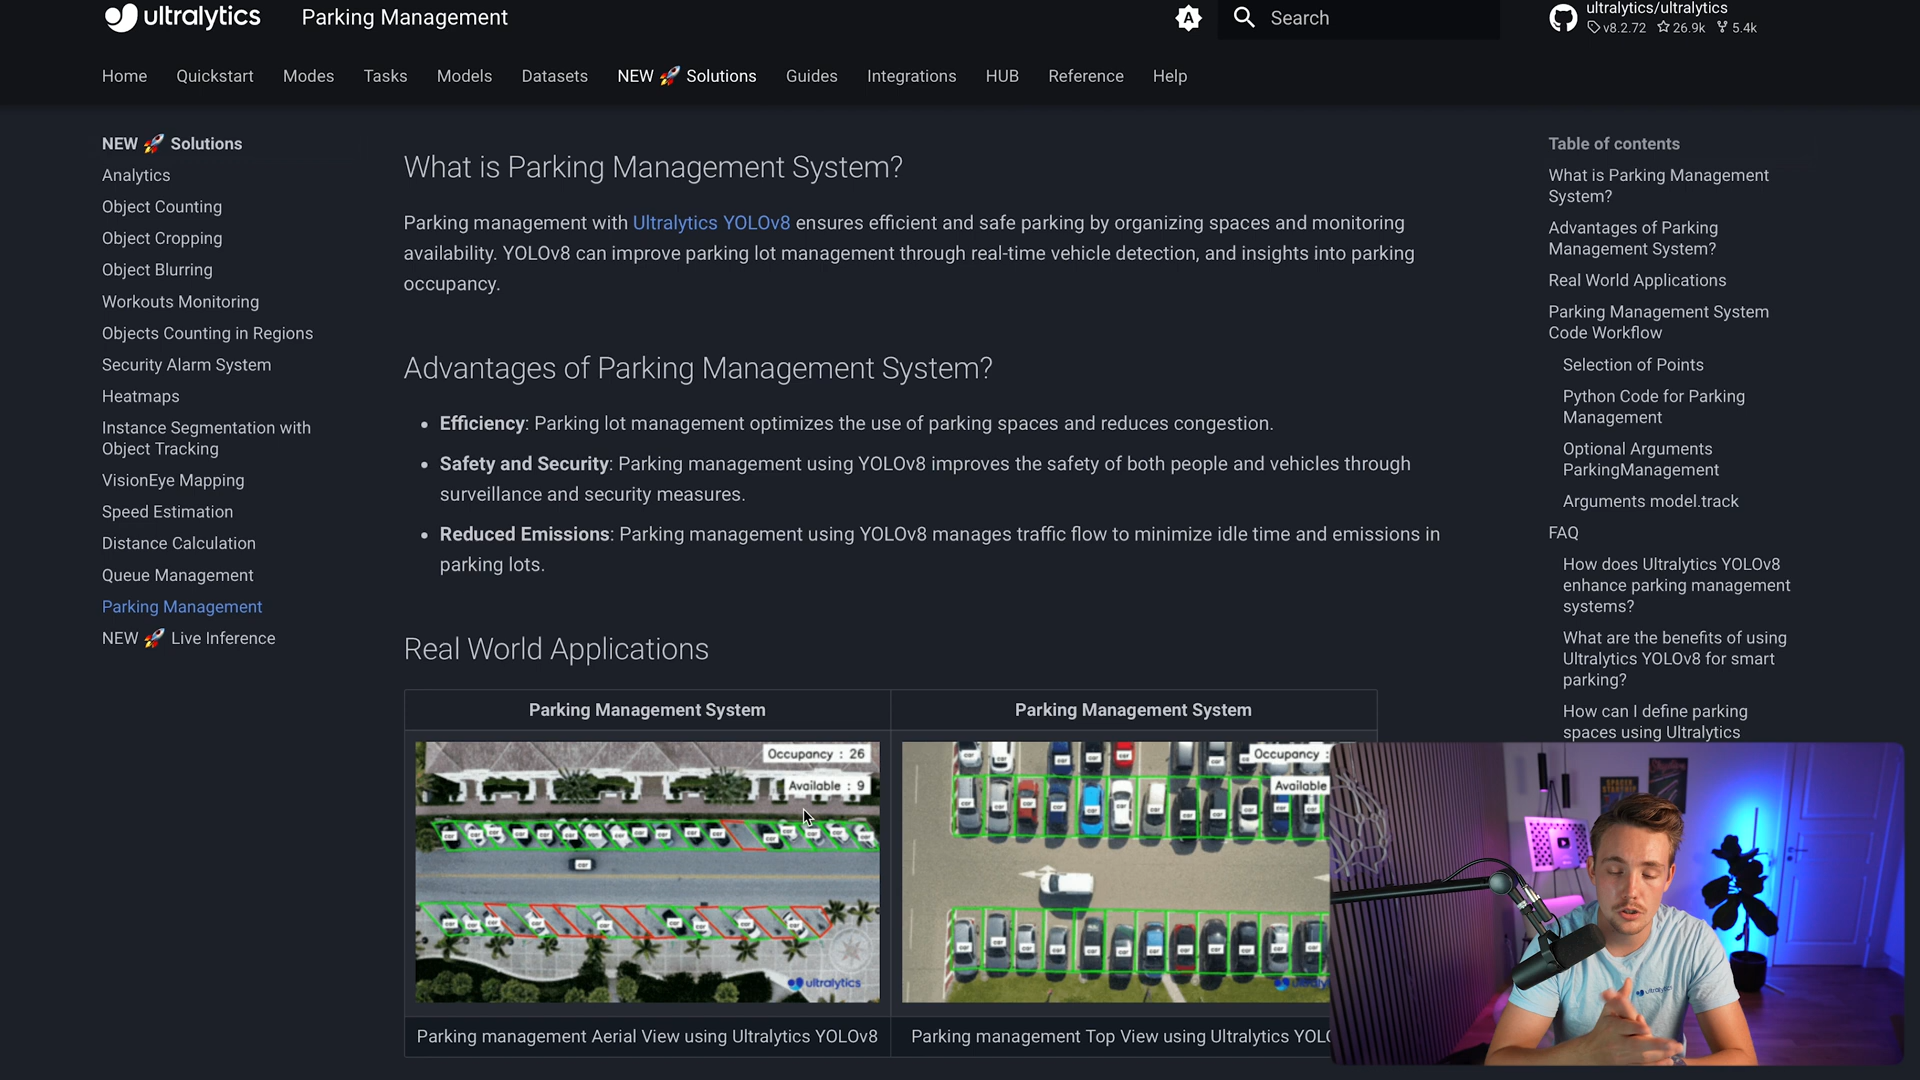 ultralytics
Parking Management
Search
ultralytics/ultralytics
v8.2.72 26.9k 5.4k
Home Quickstart Modes Tasks Models Datasets NEW 🚀 Solutions Guides Integrations HUB Reference Help
NEW 🚀 Solutions
Analytics
Object Counting
Object Cropping
Object Blurring
Workouts Monitoring
Objects Counting in Regions
Security Alarm System
Heatmaps
Instance Segmentation with
Object Tracking
VisionEye Mapping
Speed Estimation
Distance Calculation
Queue Management
Parking Management
NEW 🚀 Live Inference
What is Parking Management System?
Parking management with Ultralytics YOLOv8 ensures efficient and safe parking by organizing spaces and monitoring
availability. YOLOv8 can improve parking lot management through real-time vehicle detection, and insights into parking
occupancy.
Advantages of Parking Management System?
• Efficiency: Parking lot management optimizes the use of parking spaces and reduces congestion.
• Safety and Security: Parking management using YOLOv8 improves the safety of both people and vehicles through
surveillance and security measures.
• Reduced Emissions: Parking management using YOLOv8 manages traffic flow to minimize idle time and emissions in
parking lots.
Real World Applications
Parking Management System
Parking Management System
Occupancy : 26
Available : 9
ultralytics
Occupancy :
Available
Parking management Aerial View using Ultralytics YOLOv8
Parking management Top View using Ultralytics
Table of contents
What is Parking Management
System?
Advantages of Parking
Management System?
Real World Applications
Parking Management System
Code Workflow
Selection of Points
Python Code for Parking
Management
Optional Arguments
ParkingManagement
Arguments model.track
FAQ
How does Ultralytics YOLOv8
enhance parking management
systems?
What are the benefits of using
Ultralytics YOLOv8 for smart
parking?
How can I define parking
spaces using Ultralytics
ultralytics